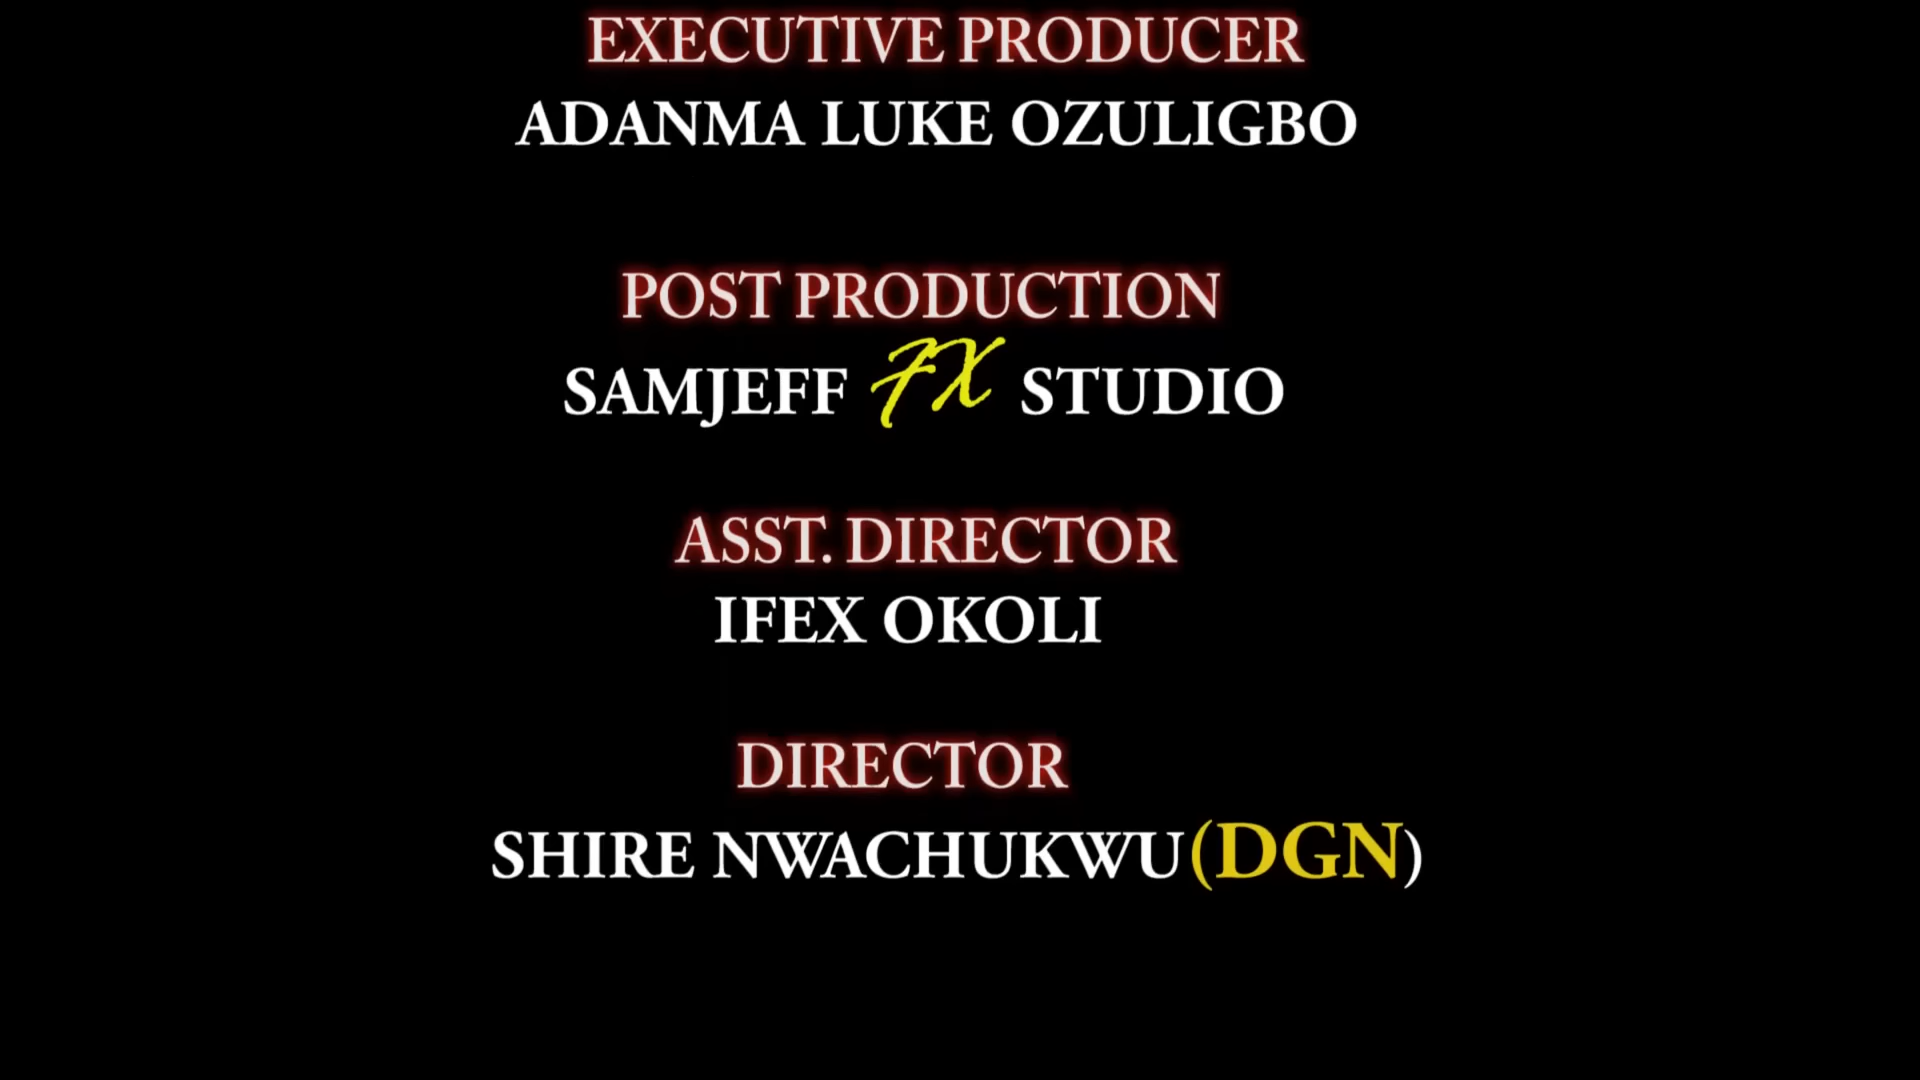 EXECUTIVE PRODUCER
ADANMA LUKE OZULIGBO
POST PRODUCTION
SAMJEFF FX STUDIO
ASST. DIRECTOR
IFEX OKOLI
DIRECTOR
SHIRE NWACHUKWU(DGN)